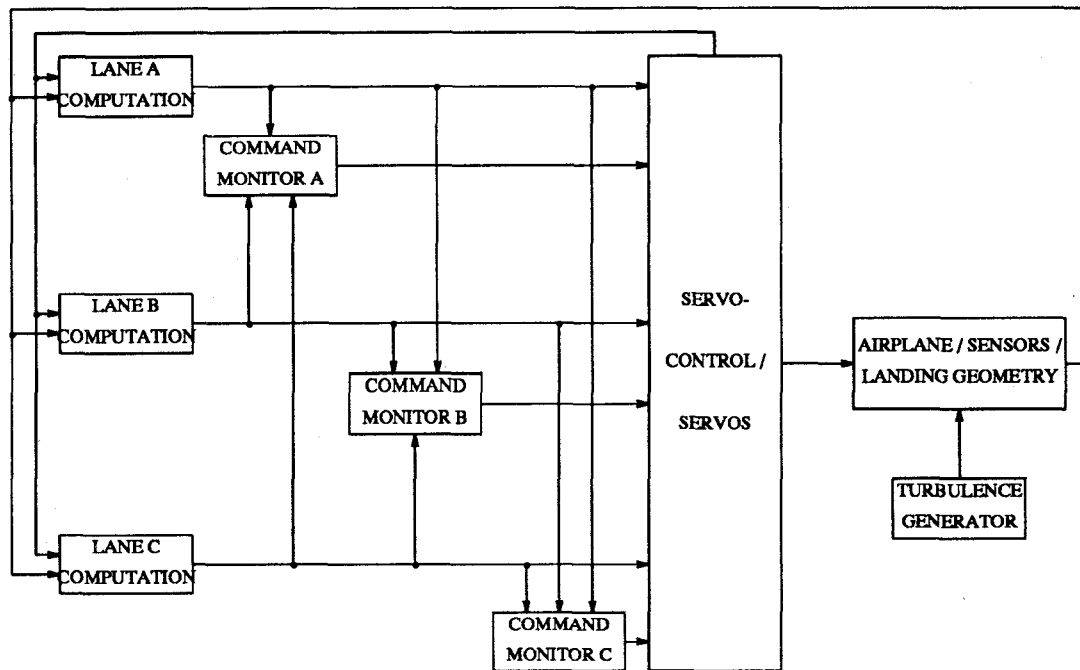 LANE A
COMPUTATION
COMMAND
MONITOR A
LANE B
COMPUTATION
COMMAND
MONITOR B
LANE C
COMPUTATION
COMMAND
MONITOR C
SERVO-
CONTROL /
SERVOS
AIRPLANE / SENSORS /
LANDING GEOMETRY
TURBULENCE
GENERATOR